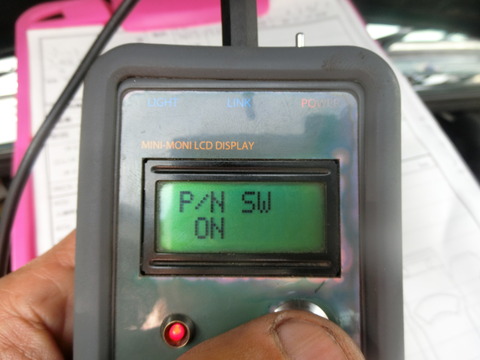 LIGHT LINK POWER
MINI-MONI LCD DISPLAY
P/N SW
ON